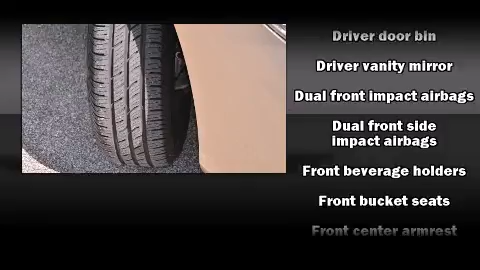 Driver door bin
Driver vanity mirror
Dual front impact airbags
Dual front side
impact airbags
Front beverage holders
Front bucket seats
Front center armrest